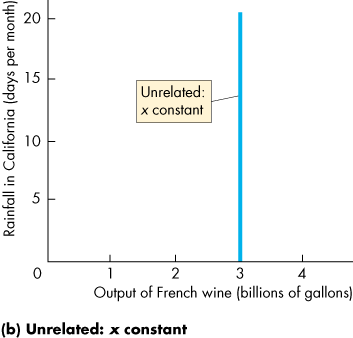 Rainfall in California (days per month)
20
15
10
5
0
Unrelated:
x constant
1 2 3 4
Output of French wine (billions of gallons)
(b) Unrelated: x constant